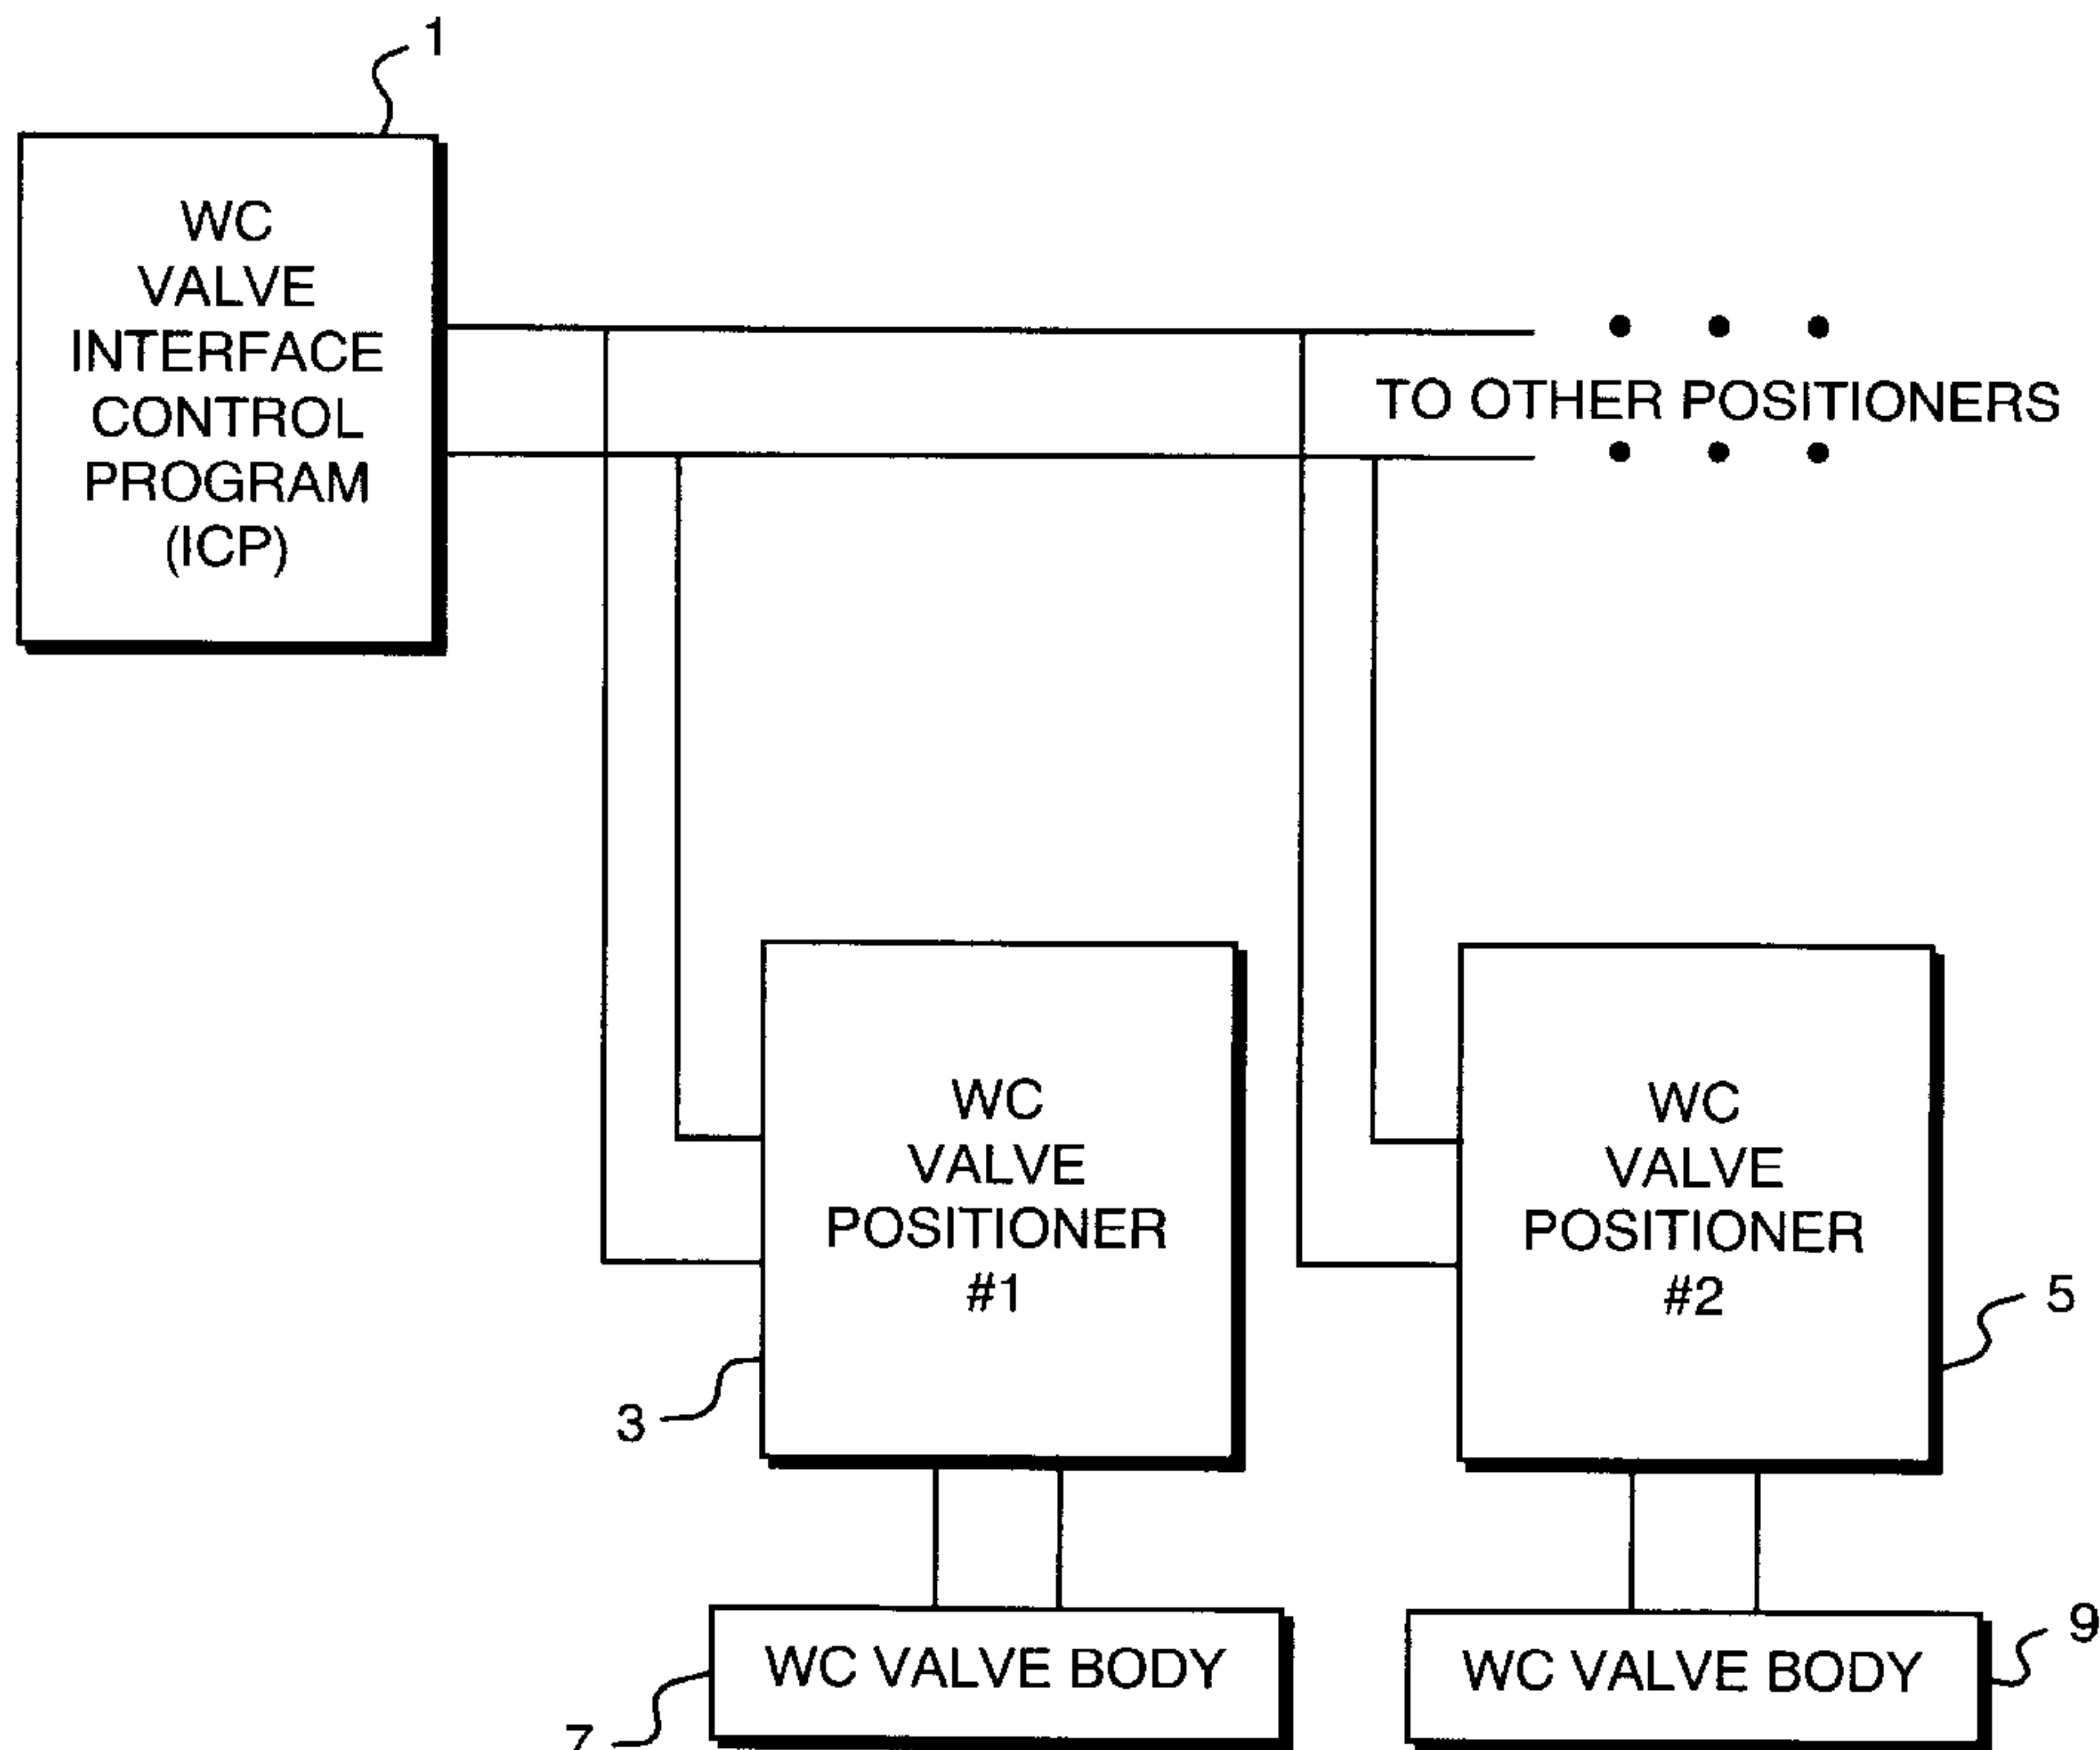 1
WC
VALVE
INTERFACE
CONTROL
PROGRAM
(ICP)
TO OTHER POSITIONERS
WC
VALVE
POSITIONER
#1
WC
VALVE
POSITIONER
#2
5
3
WC VALVE BODY
WC VALVE BODY
9
7